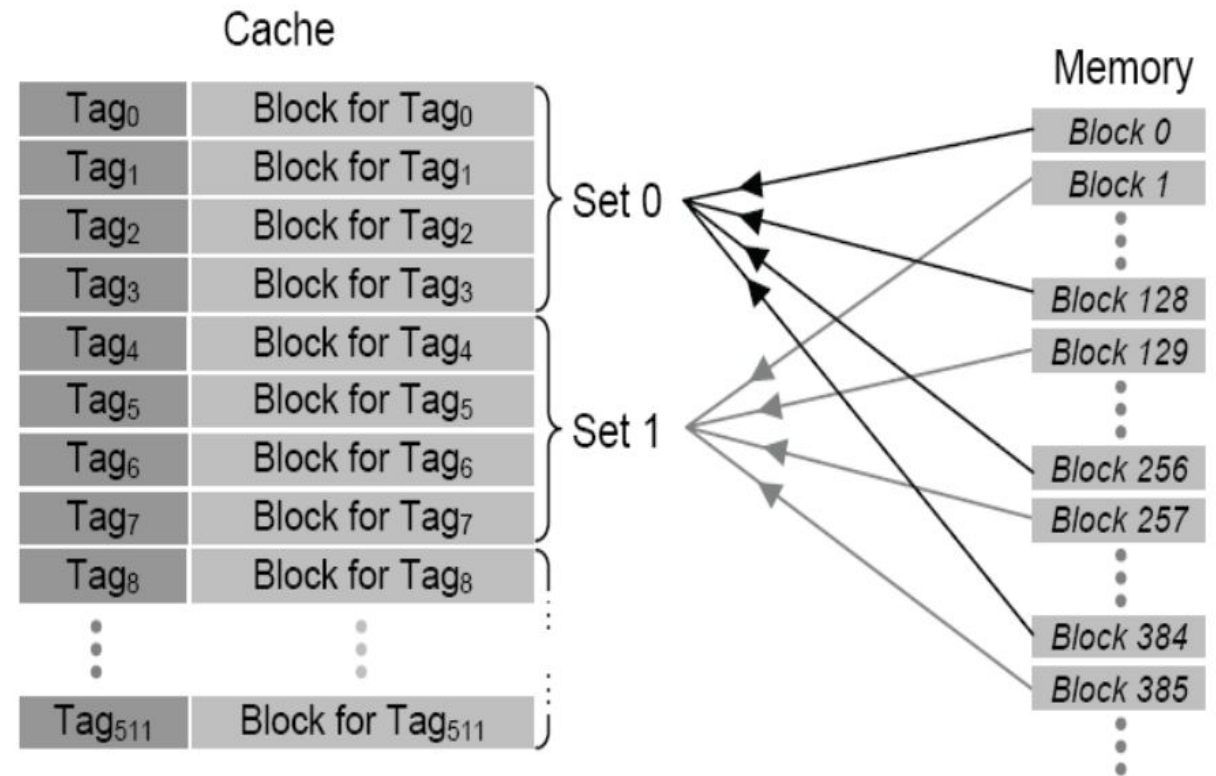 Cache
Memory
Tag₀ Block for Tag₀
Tag₁ Block for Tag₁
Tag₂ Block for Tag₂
Tag₃ Block for Tag₃
Set 0
Tag₄ Block for Tag₄
Tag₅ Block for Tag₅
Tag₆ Block for Tag₆
Tag₇ Block for Tag₇
Set 1
Tag₈ Block for Tag₈
Tag₅₁₁ Block for Tag₅₁₁
Block 0
Block 1
Block 128
Block 129
Block 256
Block 257
Block 384
Block 385